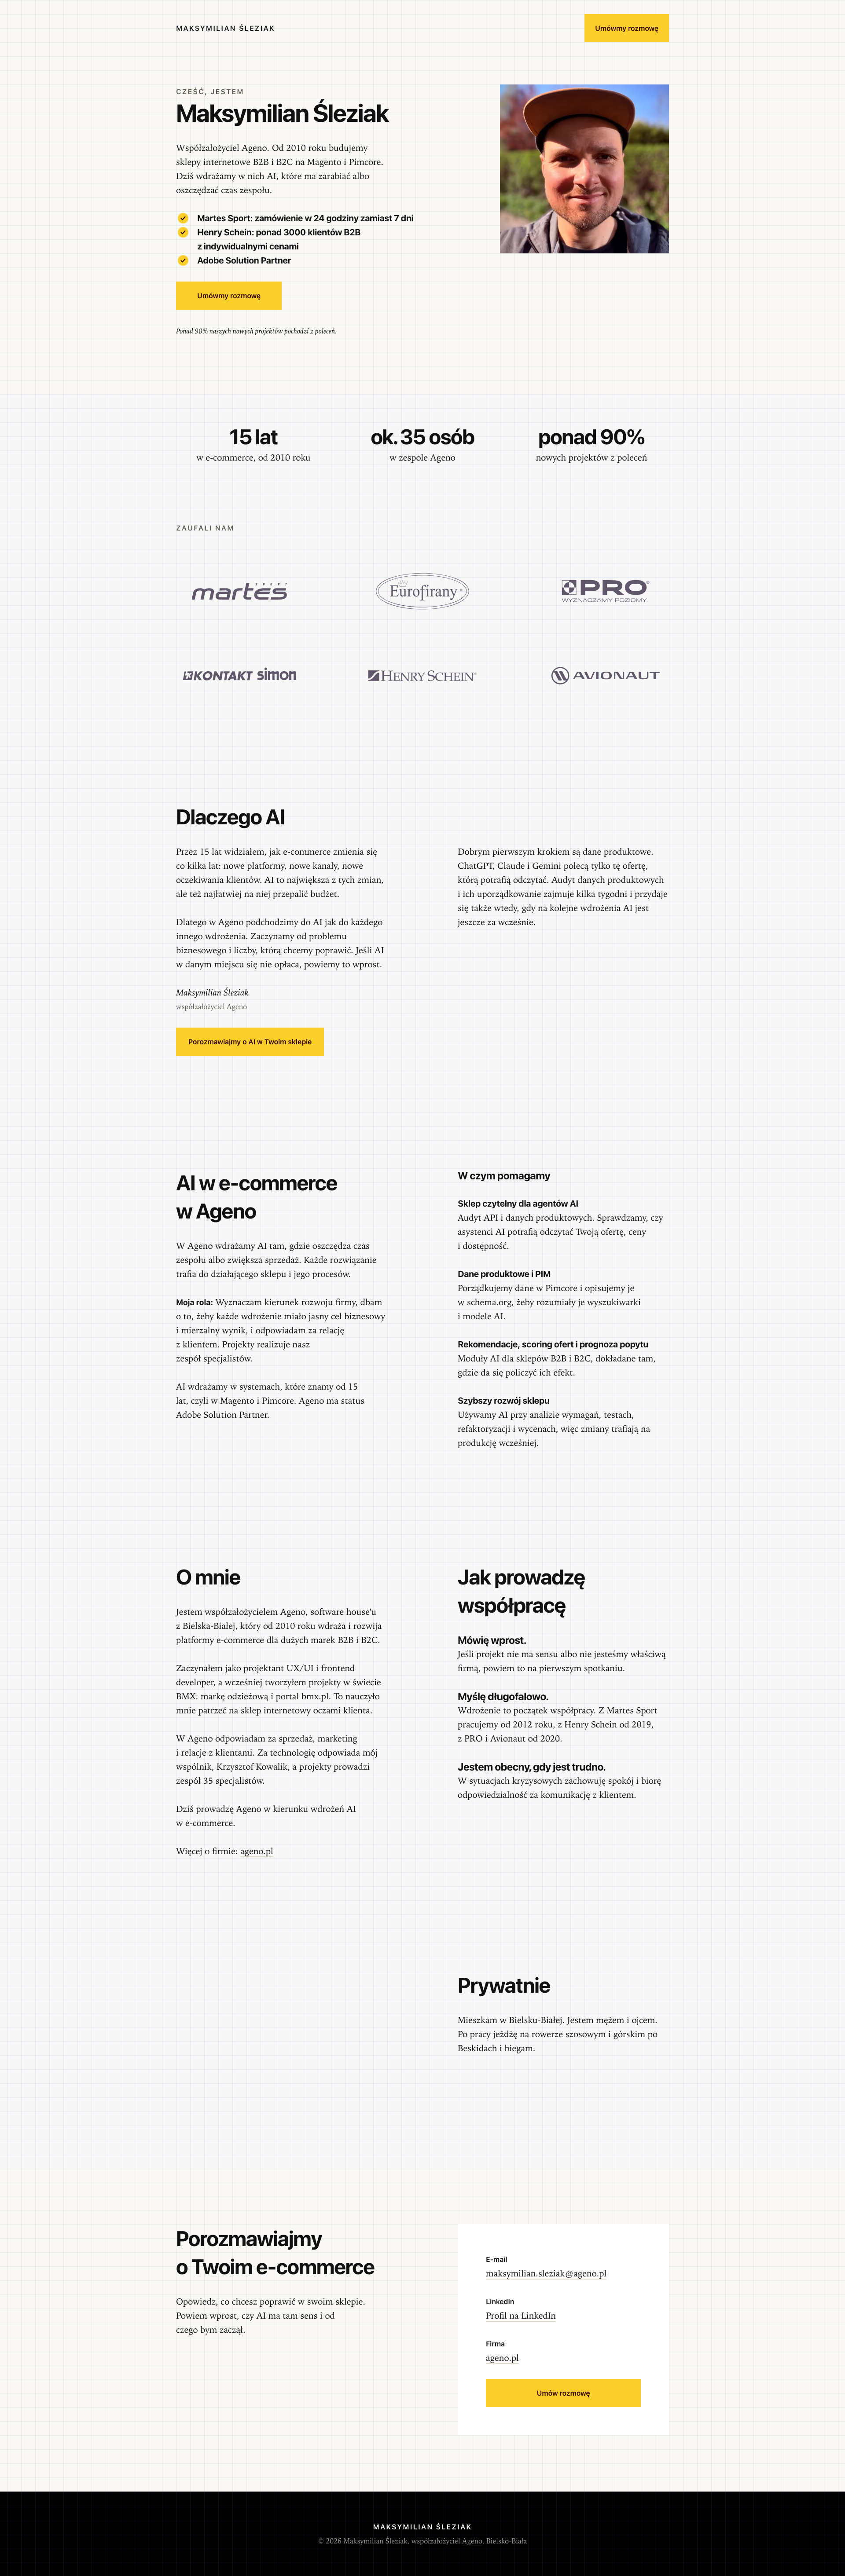 MAKSYMILIAN ŚLEZIAK
Umówmy rozmowę
CZEŚĆ, JESTEM
Maksymilian Śleziak
Współzałożyciel Ageno. Od 2010 roku budujemy
sklepy internetowe B2B i B2C na Magento i Pimcore.
Dziś wdrażamy w nich AI, które ma zarabiać albo
oszczędzać czas zespołu.
Martes Sport: zamówienie w 24 godziny zamiast 7 dni
Henry Schein: ponad 3000 klientów B2B
z indywidualnymi cenami
Adobe Solution Partner
Umówmy rozmowę
Ponad 90% naszych nowych projektów pochodzi z poleceń.
15 lat
w e-commerce, od 2010 roku
ok. 35 osób
w zespole Ageno
ponad 90%
nowych projektów z poleceń
ZAUFALI NAM
martes SPORT
Eurofirany®
PRO®
WYZNACZAMY POZIOMY
KONTAKT simon
HENRY SCHEIN®
AVIONAUT
Dlaczego AI
Przez 15 lat widziałem, jak e-commerce zmienia się
co kilka lat: nowe platformy, nowe kanały, nowe
oczekiwania klientów. AI to największa z tych zmian,
ale też najłatwiej na niej przepalić budżet.
Dlatego w Ageno podchodzimy do AI jak do każdego
innego wdrożenia. Zaczynamy od problemu
biznesowego i liczby, którą chcemy poprawić. Jeśli AI
w danym miejscu się nie opłaca, powiemy to wprost.
Maksymilian Śleziak
współzałożyciel Ageno
Porozmawiajmy o AI w Twoim sklepie
Dobrym pierwszym krokiem są dane produktowe.
ChatGPT, Claude i Gemini polecą tylko tę ofertę,
którą potrafią odczytać. Audyt danych produktowych
i ich uporządkowanie zajmuje kilka tygodni i przydaje
się także wtedy, gdy na kolejne wdrożenia AI jest
jeszcze za wcześnie.
AI w e-commerce
w Ageno
W Ageno wdrażamy AI tam, gdzie oszczędza czas
zespołu albo zwiększa sprzedaż. Każde rozwiązanie
trafia do działającego sklepu i jego procesów.
Moja rola: Wyznaczam kierunek rozwoju firmy, dbam
o to, żeby każde wdrożenie miało jasny cel biznesowy
i mierzalny wynik, i odpowiadam za relację
z klientem. Projekty realizuje nasz
zespół specjalistów.
AI wdrażamy w systemach, które znamy od 15
lat, czyli w Magento i Pimcore. Ageno ma status
Adobe Solution Partner.
W czym pomagamy
Sklep czytelny dla agentów AI
Audyt API i danych produktowych. Sprawdzamy, czy
asystenci AI potrafią odczytać Twoją ofertę, ceny
i dostępność.
Dane produktowe i PIM
Porządkujemy dane w Pimcore i opisujemy je
w schema.org, żeby rozumiały je wyszukiwarki
i modele AI.
Rekomendacje, scoring ofert i prognoza popytu
Moduły AI dla sklepów B2B i B2C, dokładane tam,
gdzie da się policzyć ich efekt.
Szybszy rozwój sklepu
Używamy AI przy analizie wymagań, testach,
refaktoryzacji i wycenach, więc zmiany trafiają na
produkcję wcześniej.
O mnie
Jestem współzałożycielem Ageno, software house'u
z Bielska-Białej, który od 2010 roku wdraża i rozwija
platformy e-commerce dla dużych marek B2B i B2C.
Zaczynałem jako projektant UX/UI i frontend
developer, a wcześniej tworzyłem projekty w świecie
BMX: markę odzieżową i portal bmx.pl. To nauczyło
mnie patrzeć na sklep internetowy oczami klienta.
W Ageno odpowiadam za sprzedaż, marketing
i relacje z klientami. Za technologię odpowiada mój
wspólnik, Krzysztof Kowalik, a projekty prowadzi
zespół 35 specjalistów.
Dziś prowadzę Ageno w kierunku wdrożeń AI
w e-commerce.
Więcej o firmie: ageno.pl
Jak prowadzę
współpracę
Mówię wprost.
Jeśli projekt nie ma sensu albo nie jesteśmy właściwą
firmą, powiem to na pierwszym spotkaniu.
Myślę długofalowo.
Wdrożenie to początek współpracy. Z Martes Sport
pracujemy od 2012 roku, z Henry Schein od 2019,
z PRO i Avionaut od 2020.
Jestem obecny, gdy jest trudno.
W sytuacjach kryzysowych zachowuję spokój i biorę
odpowiedzialność za komunikację z klientem.
Prywatnie
Mieszkam w Bielsku-Białej. Jestem mężem i ojcem.
Po pracy jeżdżę na rowerze szosowym i górskim po
Beskidach i biegam.
Porozmawiajmy
o Twoim e-commerce
Opowiedz, co chcesz poprawić w swoim sklepie.
Powiem wprost, czy AI ma tam sens i od
czego bym zaczął.
E-mail
maksymilian.sleziak@ageno.pl
LinkedIn
Profil na LinkedIn
Firma
ageno.pl
Umów rozmowę
MAKSYMILIAN ŚLEZIAK
© 2026 Maksymilian Śleziak, współzałożyciel Ageno, Bielsko-Biała